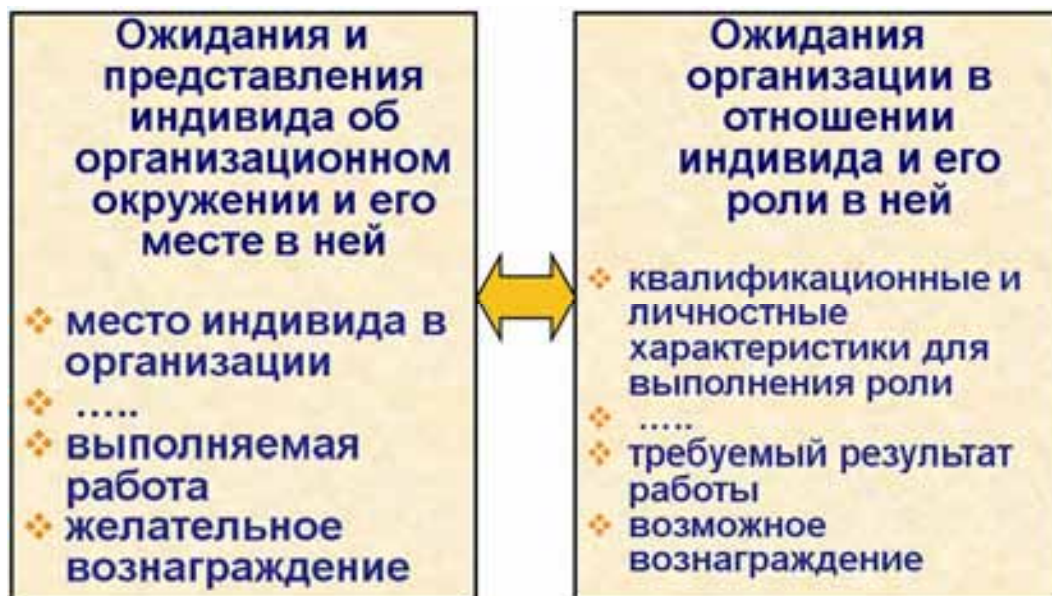 Ожидания и
представления
индивида об
организационном
окружении и его
месте в ней
место индивида в
организации
.....
выполняемая
работа
желательное
вознаграждение
Ожидания
организации в
отношении
индивида и его
роли в ней
квалификационные и
личностные
характеристики для
выполнения роли
.....
требуемый результат
работы
возможное
вознаграждение